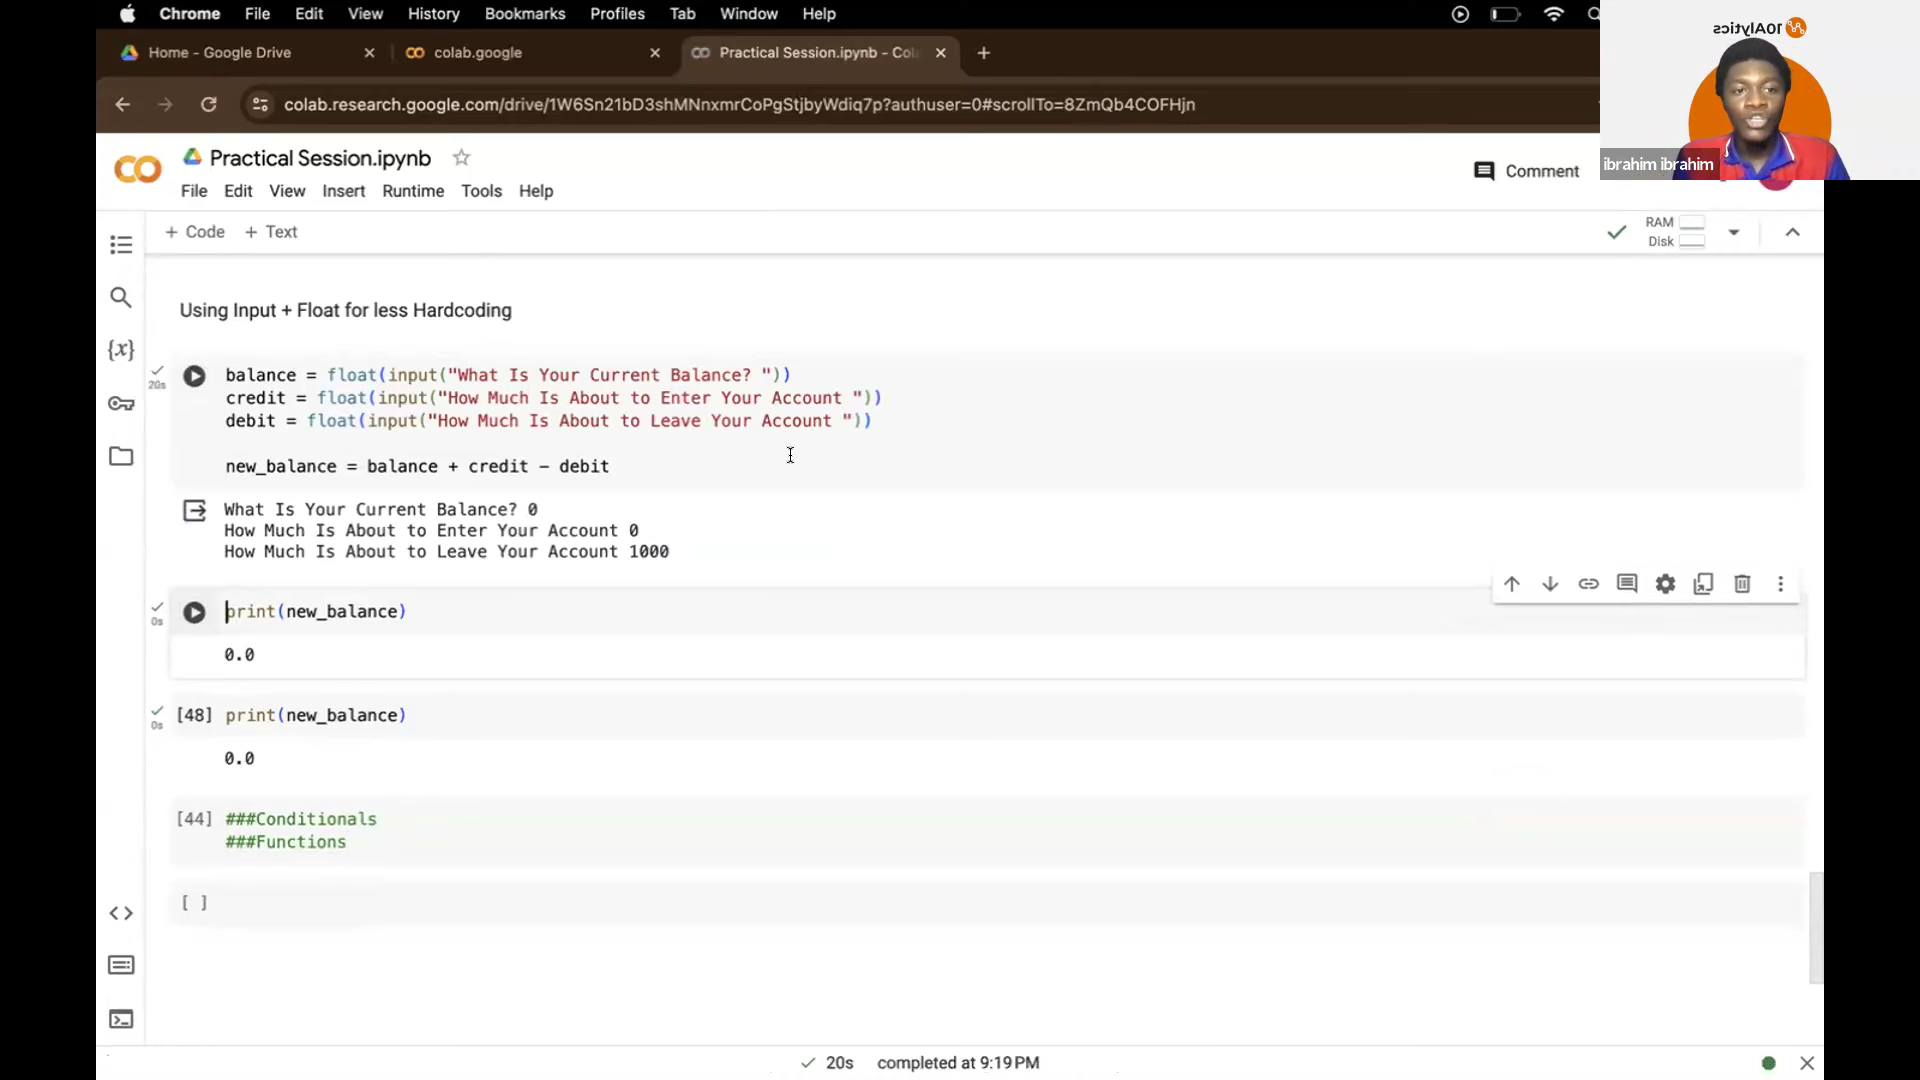 Chrome File Edit View History Bookmarks Profiles Tab Window Help
10Alytics
Home - Google Drive
colab.google
Practical Session.ipynb - Col
colab.research.google.com/drive/1W6Sn21bD3shMNnxmrCoPgStjbyWdiq7p?authuser=0#scrollTo=8ZmQb4COFHjn
ibrahim ibrahim
Practical Session.ipynb
Comment
File Edit View Insert Runtime Tools Help
+ Code + Text
RAM
Disk
Using Input + Float for less Hardcoding
20s
balance = float(input("What Is Your Current Balance? "))
credit = float(input("How Much Is About to Enter Your Account "))
debit = float(input("How Much Is About to Leave Your Account "))
new_balance = balance + credit - debit
What Is Your Current Balance? 0
How Much Is About to Enter Your Account 0
How Much Is About to Leave Your Account 1000
0s
print(new_balance)
0.0
0s
[48] print(new_balance)
0.0
[44] ###Conditionals
###Functions
[ ]
20s completed at 9:19 PM